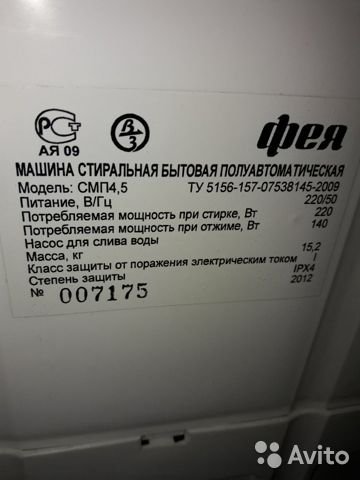 РСТ
АЯ 09
В
З
фея
МАШИНА СТИРАЛЬНАЯ БЫТОВАЯ ПОЛУАВТОМАТИЧЕСКАЯ
Модель: СМП4,5 ТУ 5156-157-07538145-2009
Питание, В/Гц 220/50
Потребляемая мощность при стирке, Вт 220
Потребляемая мощность при отжиме, Вт 140
Насос для слива воды
Масса, кг 15,2
Класс защиты от поражения электрическим током I
Степень защиты IPX4
№ 007175 2012
Avito